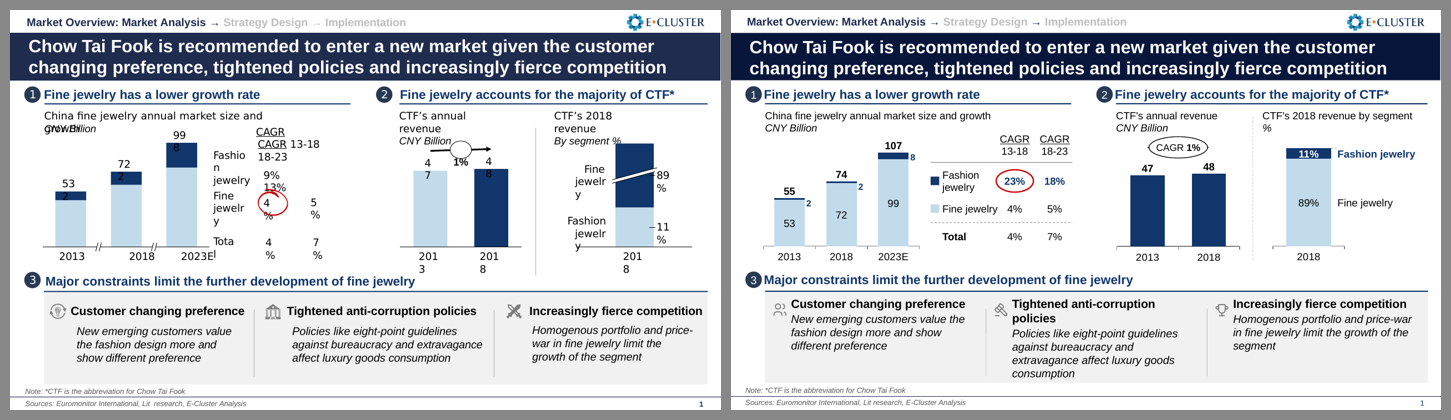 Market Overview: Market Analysis → Strategy Design → Implementation
E•CLUSTER
Chow Tai Fook is recommended to enter a new market given the customer
changing preference, tightened policies and increasingly fierce competition
1 Fine jewelry has a lower growth rate
China fine jewelry annual market size and
growth
CNY Billion
53
2
72
2
99
8
2013
2018
2023E
CAGR
CAGR 13-18
18-23
Fashio
n
jewelry
9%
13%
Fine
jewelr
y
4
%
5
%
Tota
l
4
%
7
%
2 Fine jewelry accounts for the majority of CTF*
CTF's annual
revenue
CNY Billion
1%
4
7
4
8
201
3
201
8
CTF's 2018
revenue
By segment %
Fine
jewelr
y
89
%
Fashion
jewelr
y
11
%
201
8
3 Major constraints limit the further development of fine jewelry
Customer changing preference
New emerging customers value
the fashion design more and
show different preference
Tightened anti-corruption policies
Policies like eight-point guidelines
against bureaucracy and extravagance
affect luxury goods consumption
Increasingly fierce competition
Homogenous portfolio and price-
war in fine jewelry limit the
growth of the segment
Note: *CTF is the abbreviation for Chow Tai Fook
Sources: Euromonitor International, Lit research, E-Cluster Analysis
1
Market Overview: Market Analysis → Strategy Design → Implementation
E•CLUSTER
Chow Tai Fook is recommended to enter a new market given the customer
changing preference, tightened policies and increasingly fierce competition
1 Fine jewelry has a lower growth rate
China fine jewelry annual market size and growth
CNY Billion
55
2
53
74
2
72
107
8
99
2013
2018
2023E
CAGR
13-18
CAGR
18-23
Fashion
jewelry
23%
18%
Fine jewelry
4%
5%
Total
4%
7%
2 Fine jewelry accounts for the majority of CTF*
CTF's annual revenue
CNY Billion
CAGR 1%
47
48
2013
2018
CTF's 2018 revenue by segment
%
11%
Fashion jewelry
89%
Fine jewelry
2018
3 Major constraints limit the further development of fine jewelry
Customer changing preference
New emerging customers value the
fashion design more and show
different preference
Tightened anti-corruption
policies
Policies like eight-point guidelines
against bureaucracy and
extravagance affect luxury goods
consumption
Increasingly fierce competition
Homogenous portfolio and price-war
in fine jewelry limit the growth of the
segment
Note: *CTF is the abbreviation for Chow Tai Fook
Sources: Euromonitor International, Lit research, E-Cluster Analysis
1